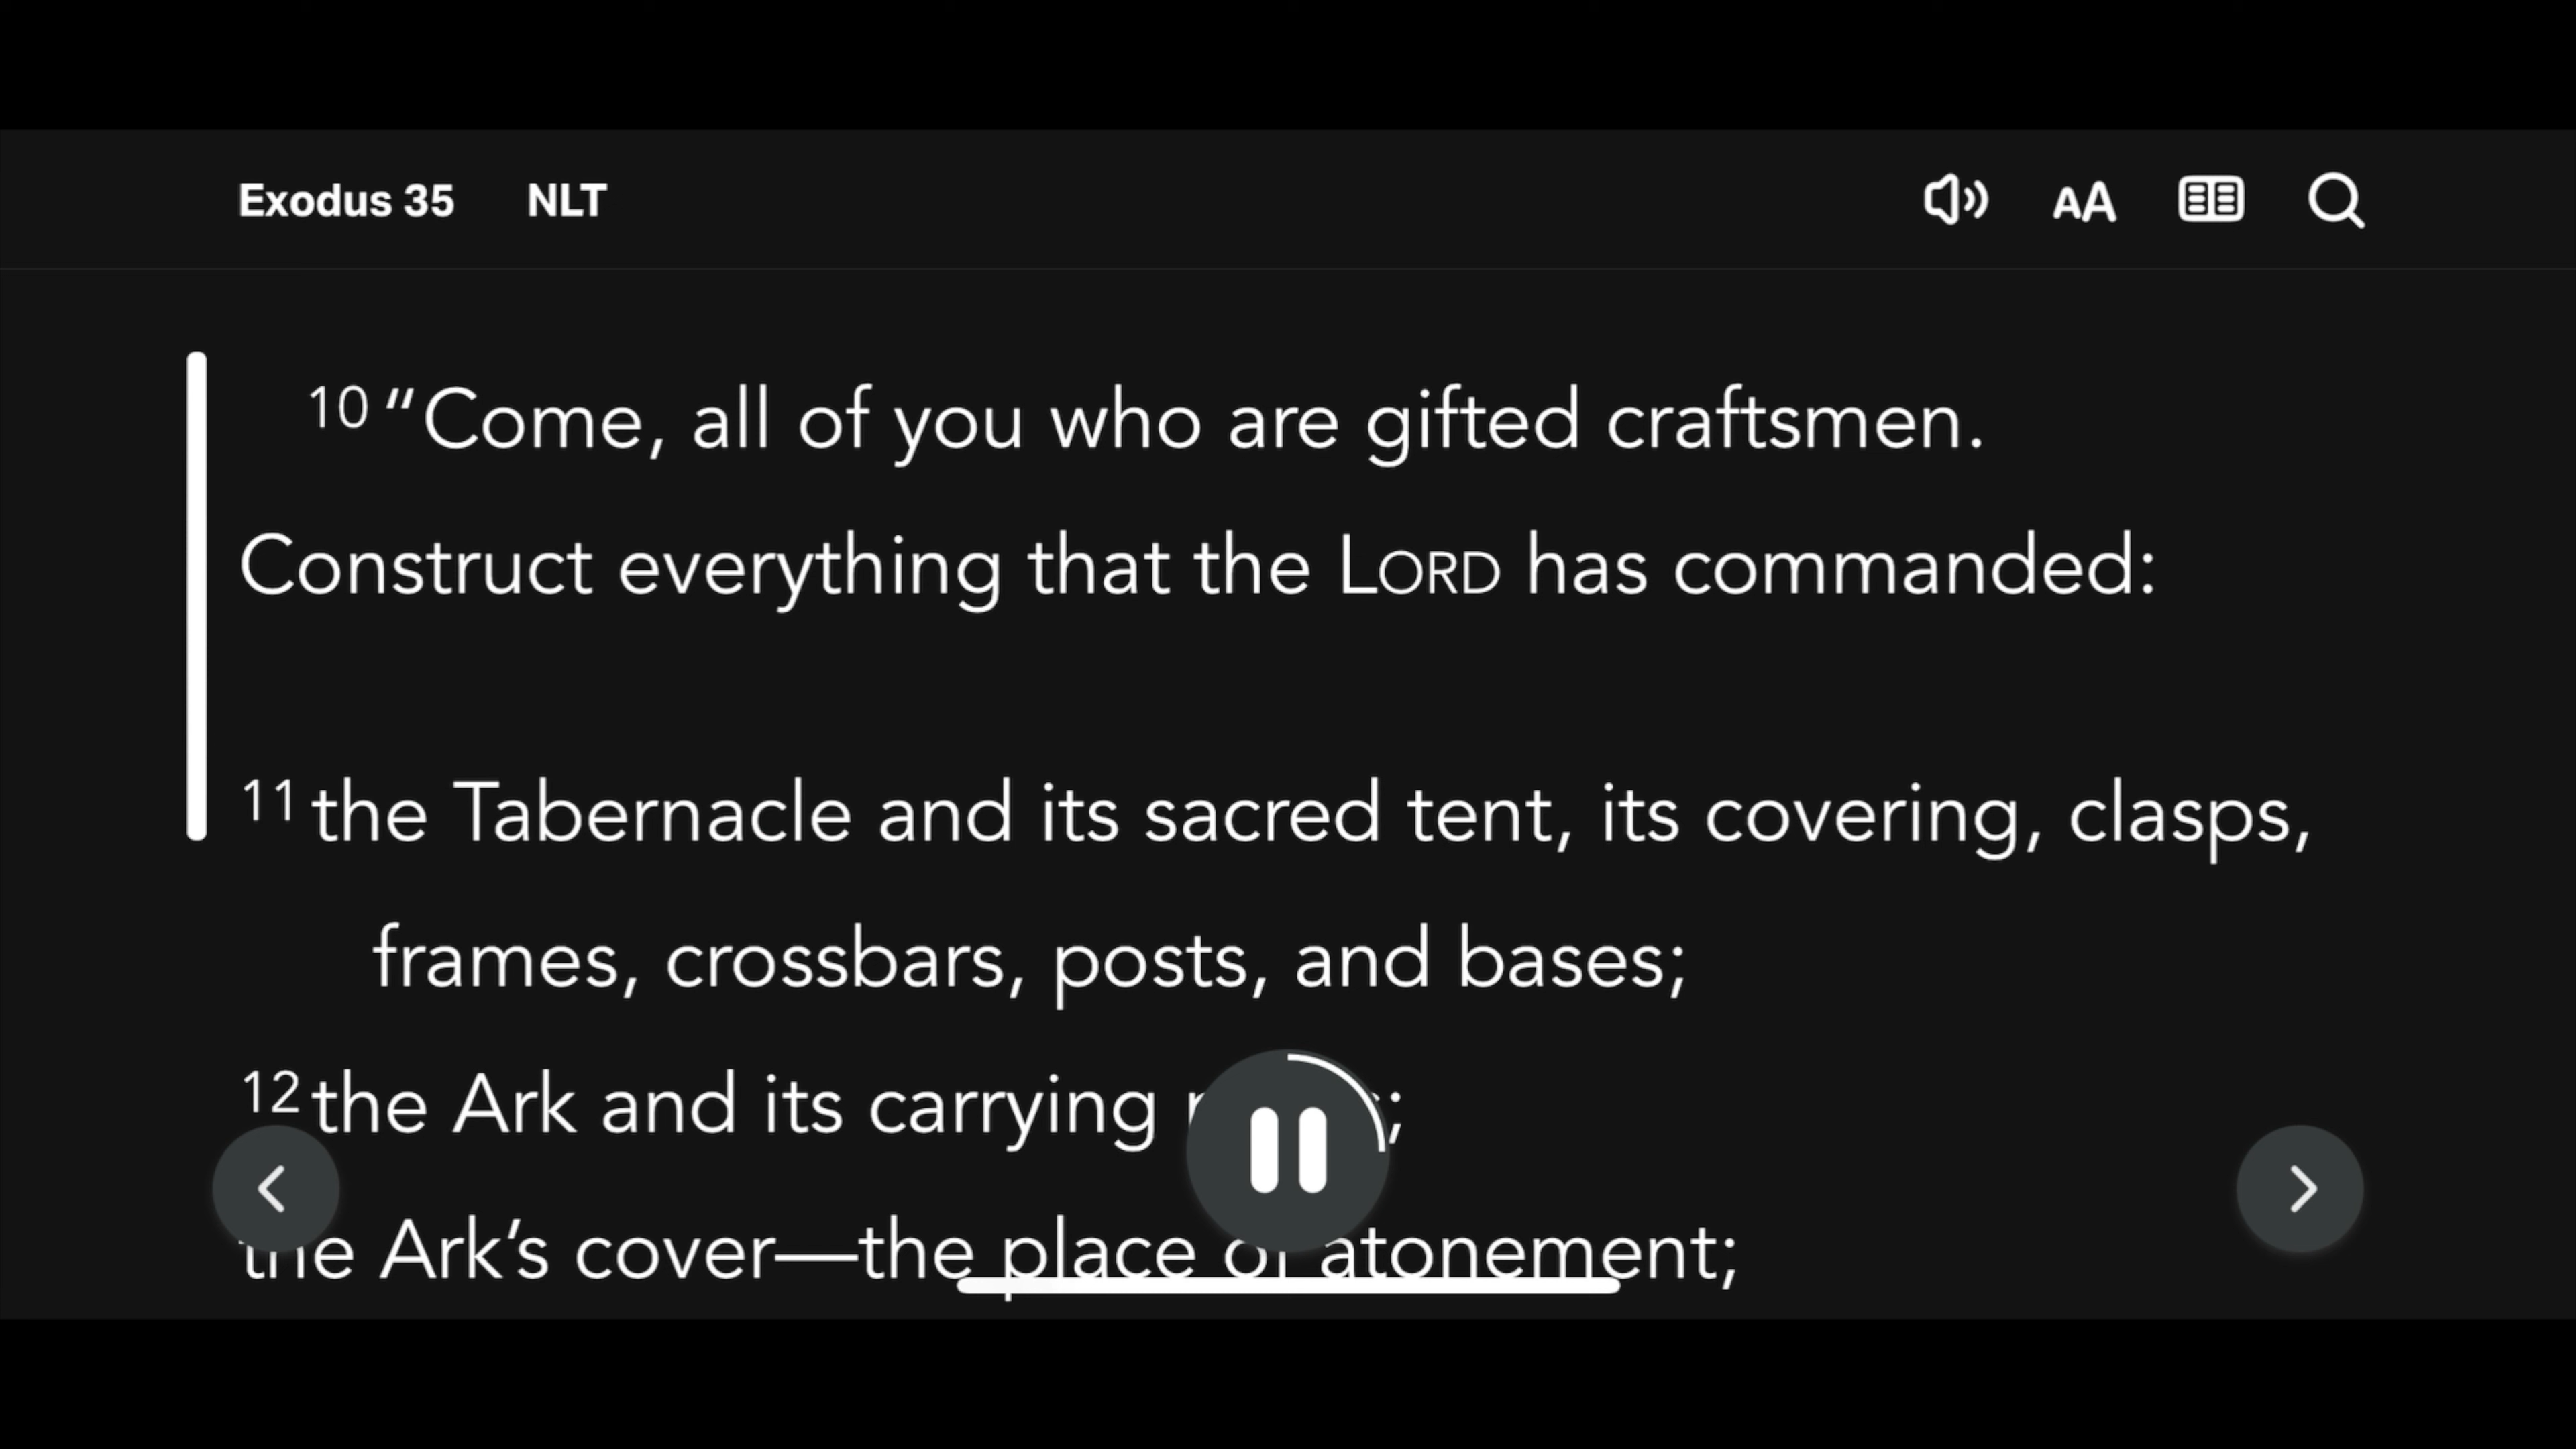 Exodus 35 NLT AA
10 “Come, all of you who are gifted craftsmen.
Construct everything that the LORD has commanded:
11 the Tabernacle and its sacred tent, its covering, clasps,
frames, crossbars, posts, and bases;
12 the Ark and its carrying
the Ark’s cover—the place of atonement;